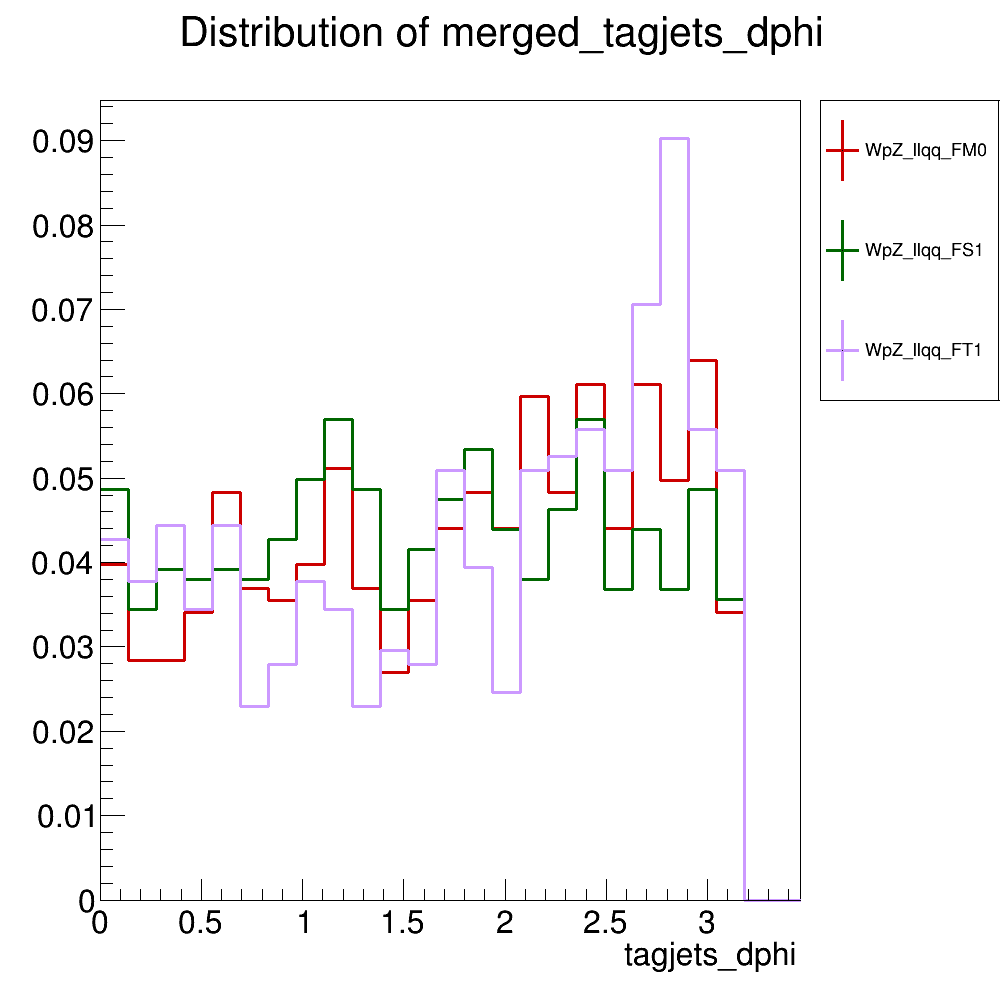 Distribution of merged_tagjets_dphi
0.09
0.08
0.07
0.06
0.05
0.04
0.03
0.02
0.01
0
0 0.5 1 1.5 2 2.5 3
tagjets_dphi
WpZ_llqq_FM0
WpZ_llqq_FS1
WpZ_llqq_FT1